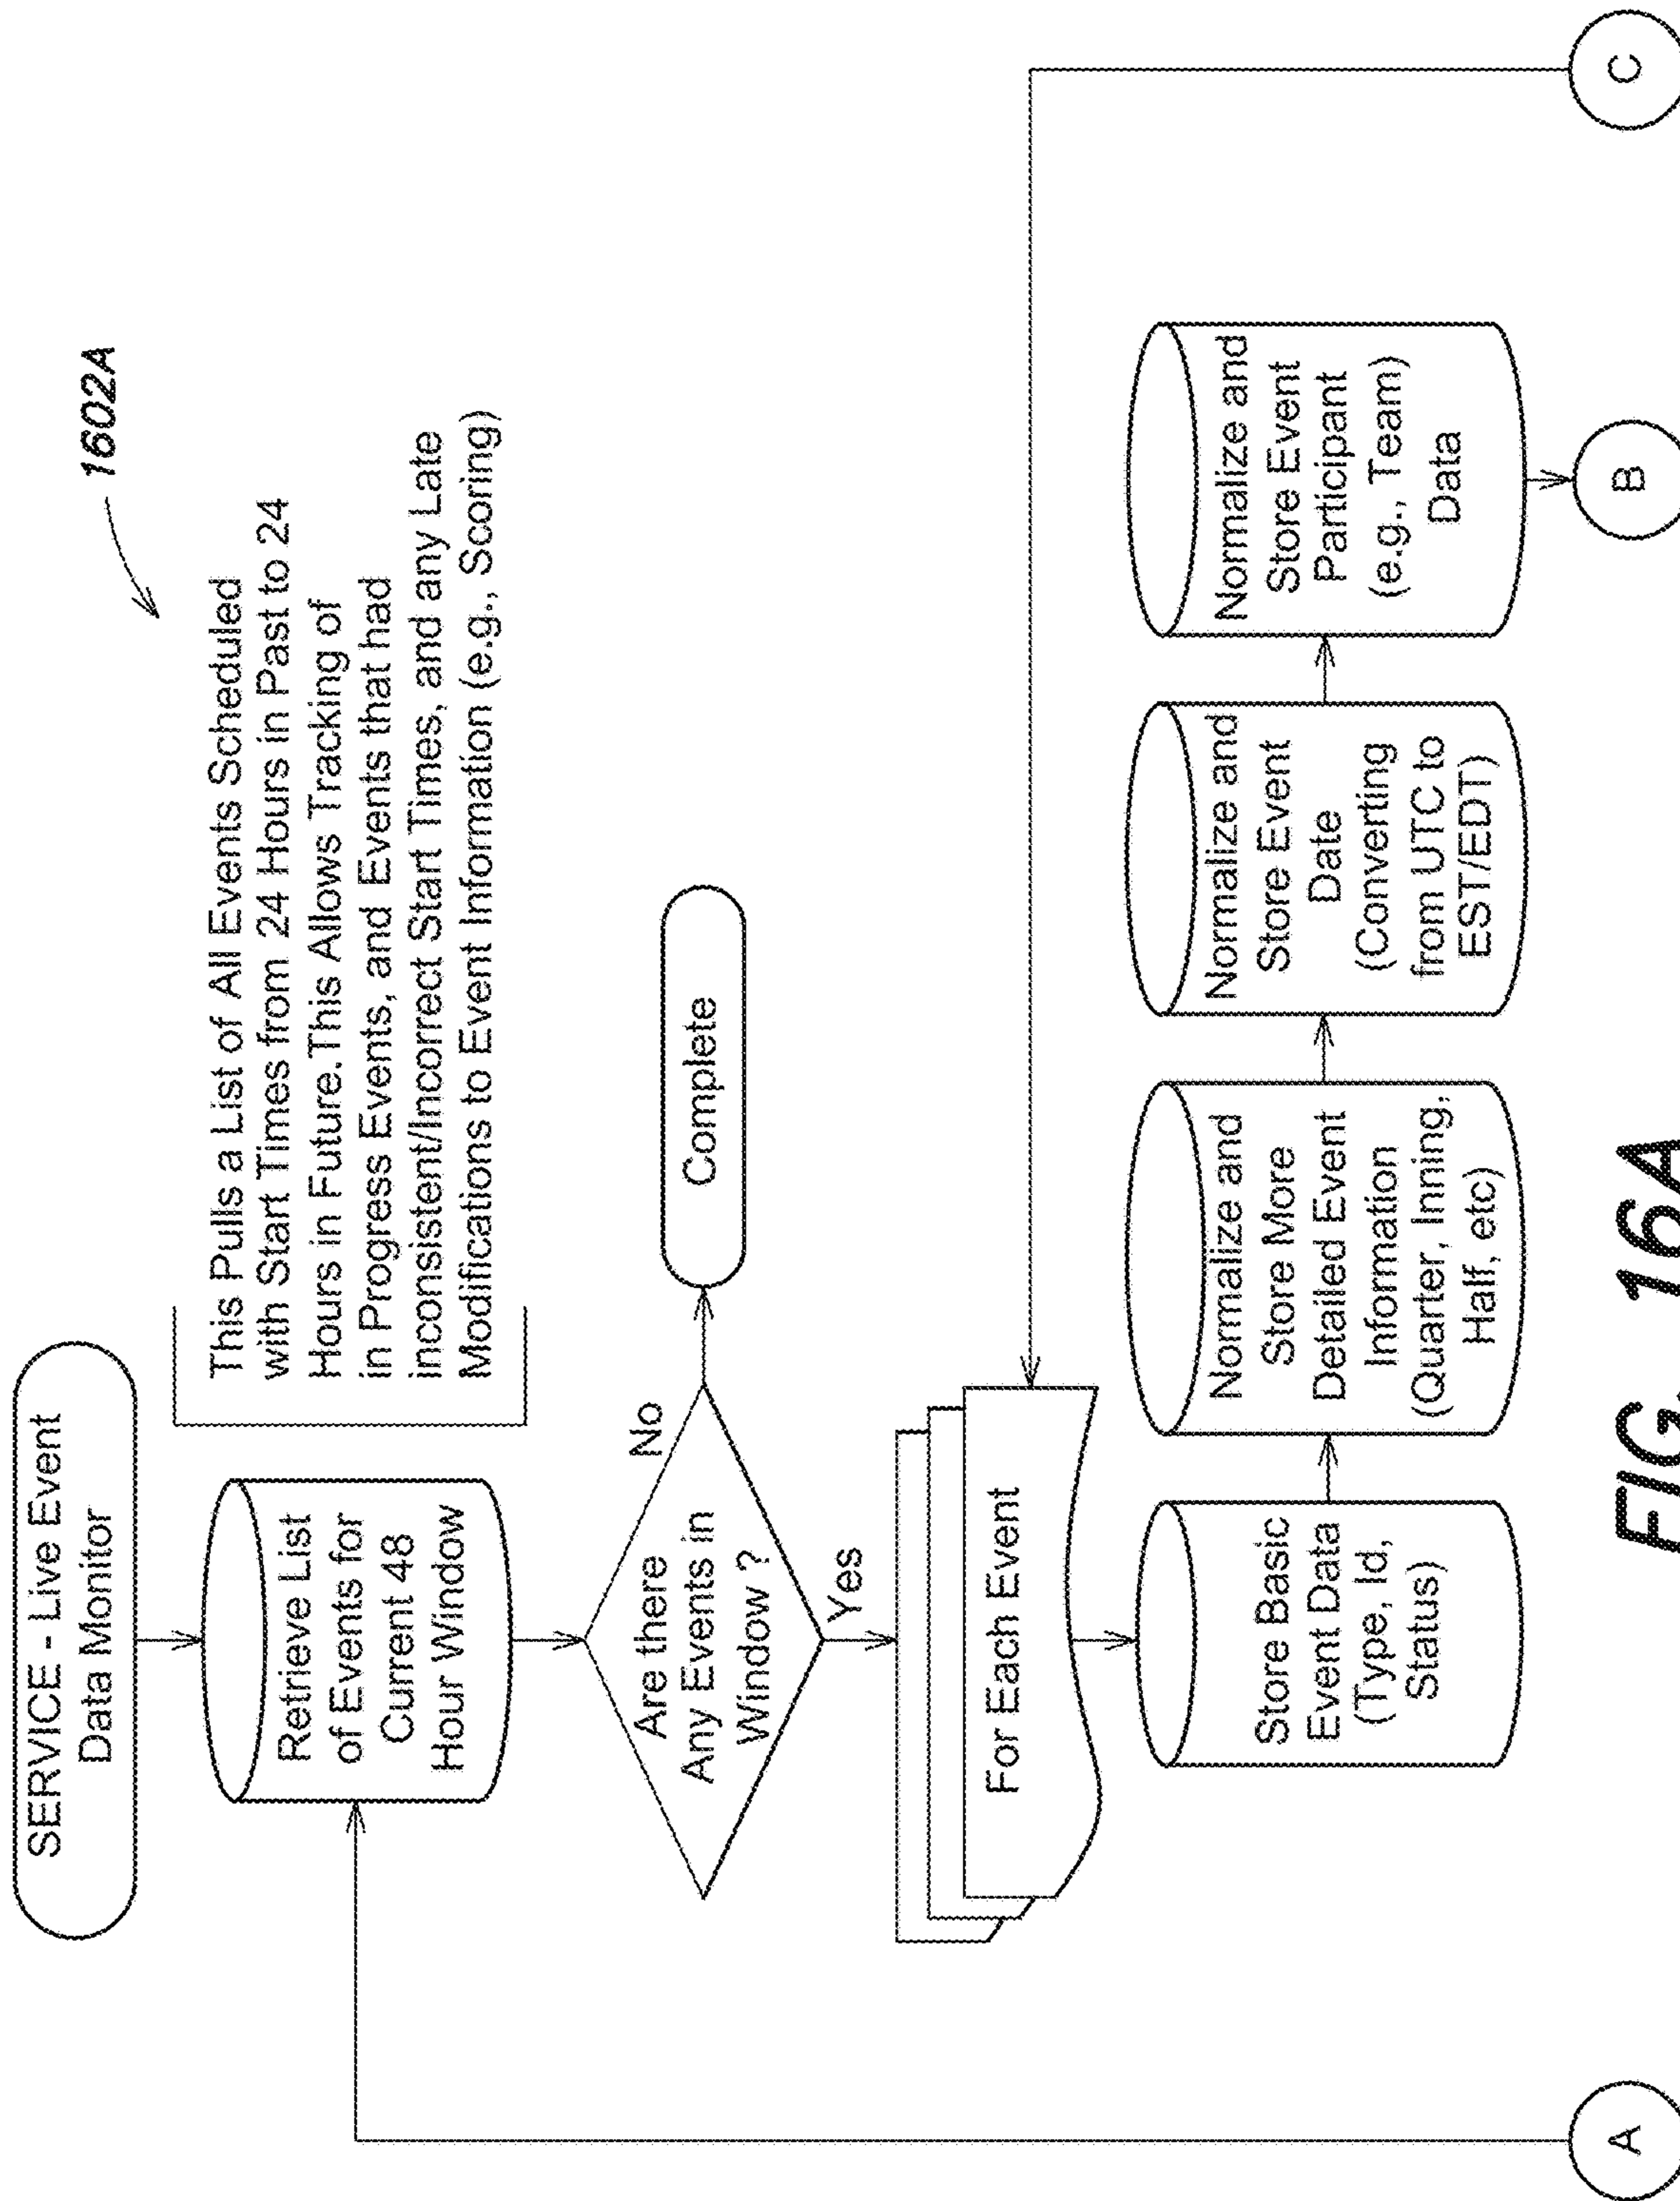 1602A
SERVICE - Live Event
Data Monitor
This Pulls a List of All Events Scheduled
with Start Times from 24 Hours in Past to 24
Hours in Future. This Allows Tracking of
in Progress Events, and Events that had
inconsistent/Incorrect Start Times, and any Late
Modifications to Event Information (e.g., Scoring)
Retrieve List
of Events for
Current 48
Hour Window
Are there
Any Events in
Window ?
No
Complete
Yes
For Each Event
Store Basic
Event Data
(Type, Id,
Status)
Normalize and
Store More
Detailed Event
Information
(Quarter, Inning,
Half, etc)
Normalize and
Store Event
Date
(Converting
from UTC to
EST/EDT)
Normalize and
Store Event
Participant
(e.g., Team)
Data
A
B
C
FIG. 16A